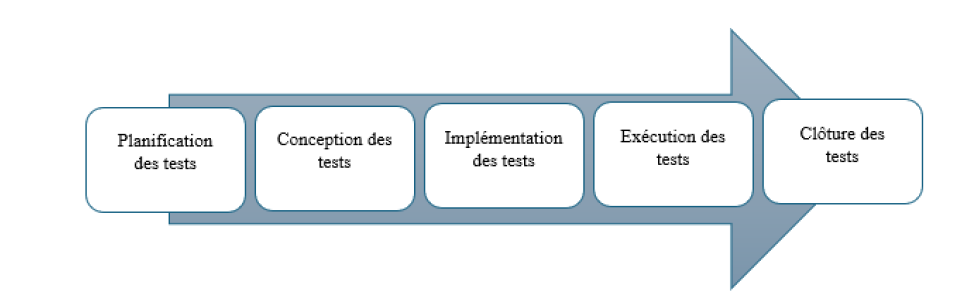 Planification
des tests
Conception des
tests
Implémentation
des tests
Exécution des
tests
Clôture des
tests